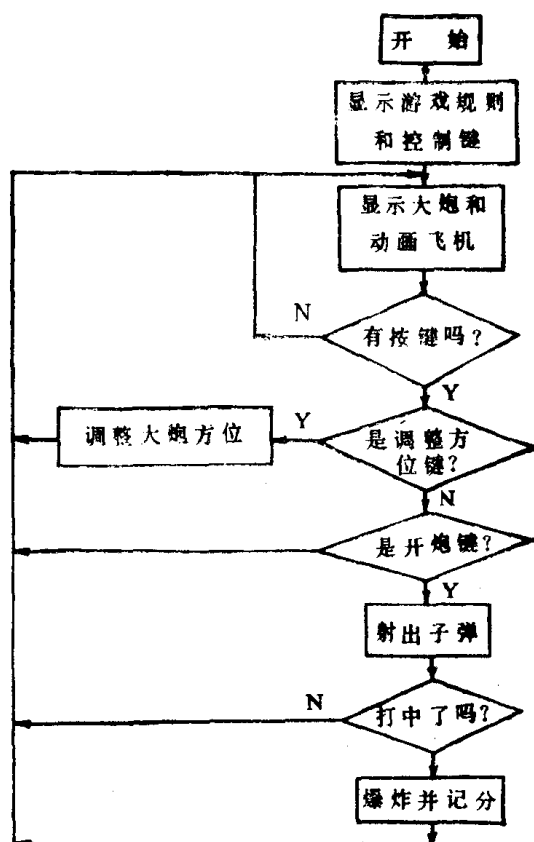 开 始
显示游戏规则
和控制键
显示大炮和
动画飞机
N
有按键吗?
Y
调整大炮方位
Y
是调整方
位键?
N
是开炮键?
Y
射出子弹
N
打中了吗?
爆炸并记分